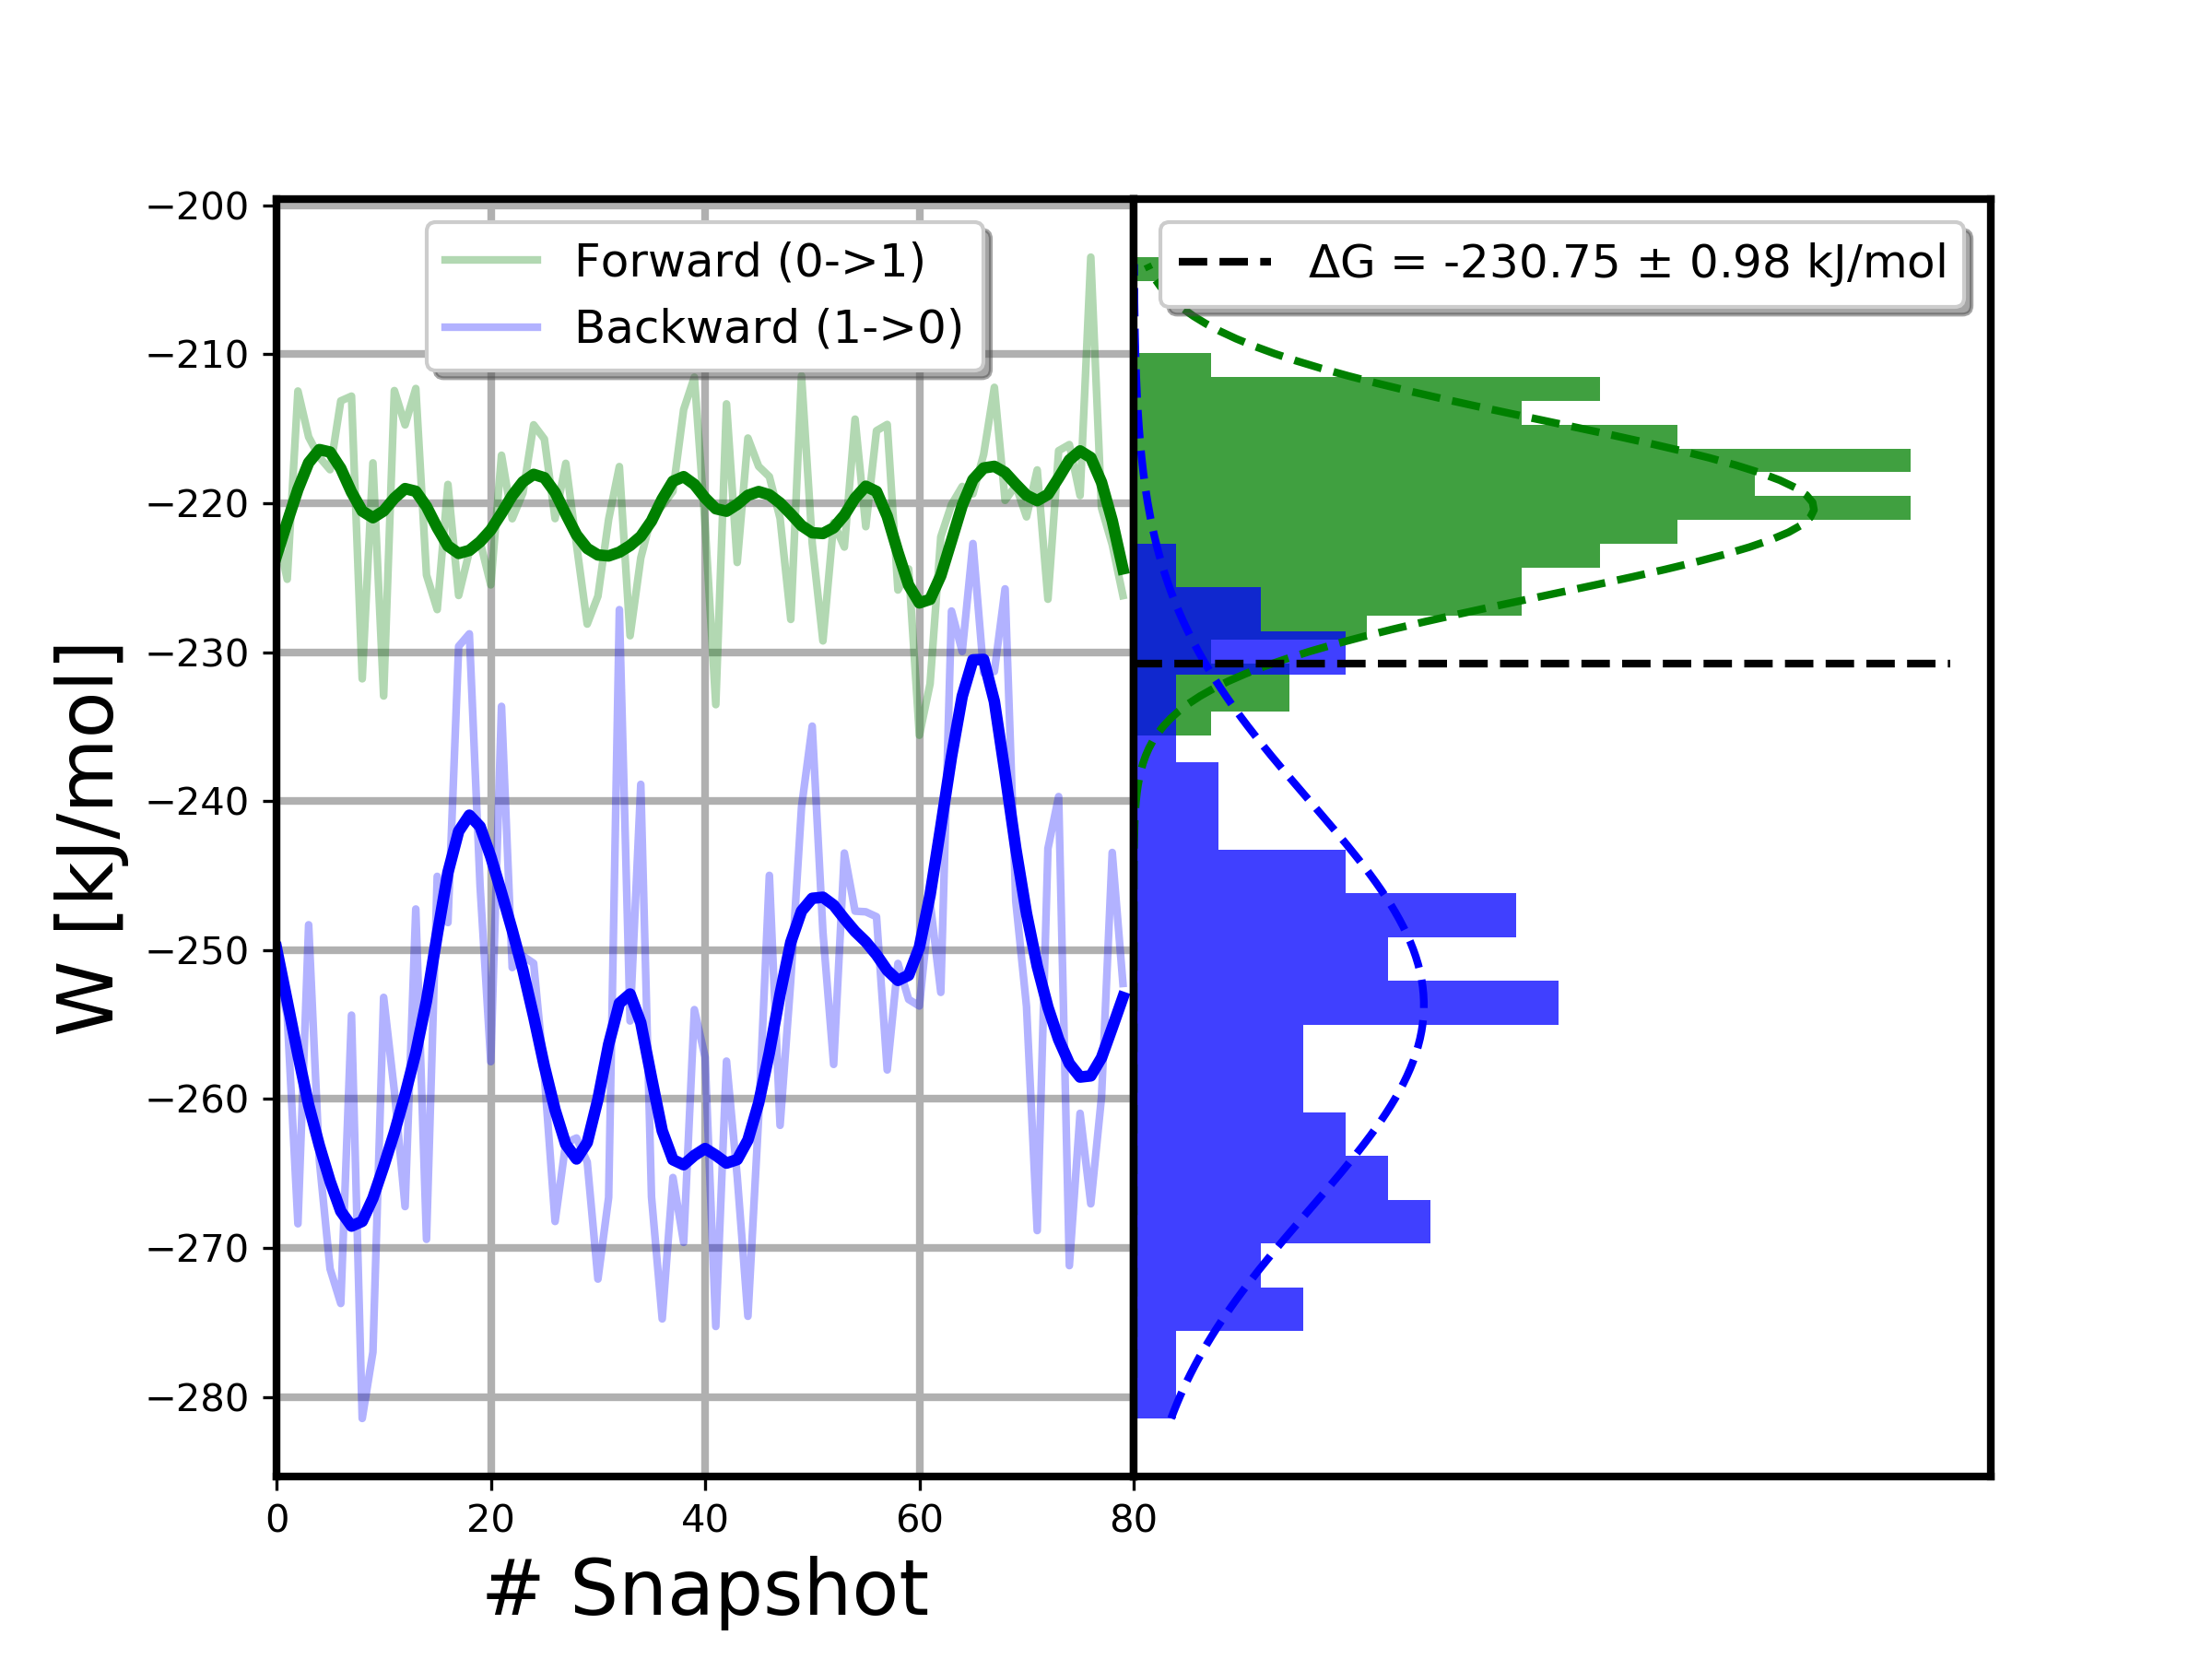 Forward (0->1)
Backward (1->0)
ΔG = -230.75 ± 0.98 kJ/mol
W [kJ/mol]
−200
−210
−220
−230
−240
−250
−260
−270
−280
0 20 40 60 80
# Snapshot